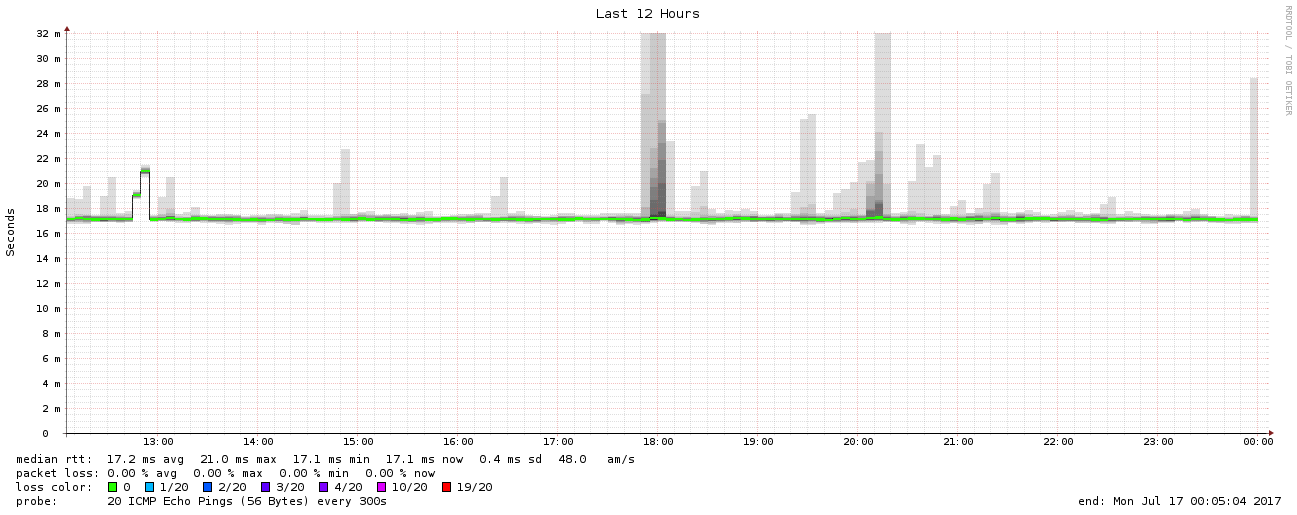 Last 12 Hours
RRDTOOL / TOBI OETIKER
Seconds
32 m
30 m
28 m
26 m
24 m
22 m
20 m
18 m
16 m
14 m
12 m
10 m
8 m
6 m
4 m
2 m
0
13:00 14:00 15:00 16:00 17:00 18:00 19:00 20:00 21:00 22:00 23:00 00:00
median rtt: 17.2 ms avg 21.0 ms max 17.1 ms min 17.1 ms now 0.4 ms sd 48.0 am/s
packet loss: 0.00 % avg 0.00 % max 0.00 % min 0.00 % now
loss color: 0 1/20 2/20 3/20 4/20 10/20 19/20
probe: 20 ICMP Echo Pings (56 Bytes) every 300s end: Mon Jul 17 00:05:04 2017